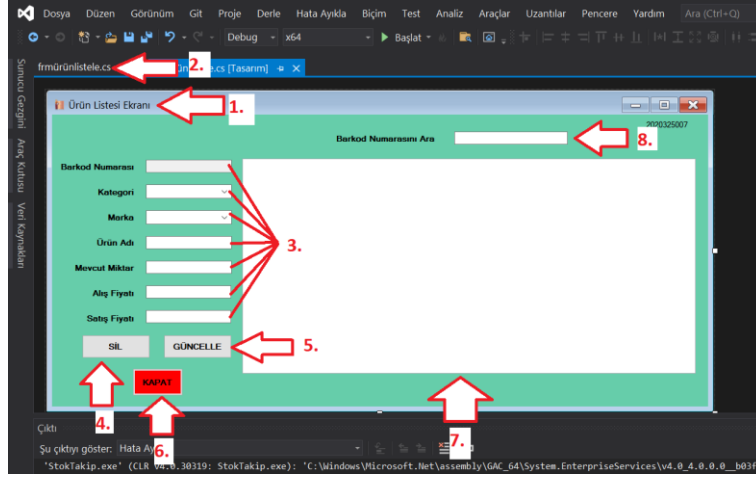 Dosya Düzen Görünüm Git Proje Derle Hata Ayıkla Biçim Test Analiz Araçlar Uzantılar Pencere Yardım Ara (Ctrl+Q)
Debug x64 Başlat
frmürünlistele.cs 2. .cs [Tasarım]
Sunucu Gezgini
Araç Kutusu
Veri Kaynakları
Ürün Listesi Ekranı 1.
2020325007
Barkod Numarasını Ara 8.
Barkod Numarası
Kategori
Marka
Ürün Adı 3.
Mevcut Miktar
Alış Fiyatı
Satış Fiyatı
SİL GÜNCELLE 5.
KAPAT
4. 6. 7.
Çıktı
Şu çıktıyı göster: Hata
'StokTakip.exe' (CLR v4.0.30319: StokTakip.exe): 'C:\Windows\Microsoft.Net\assembly\GAC_64\System.EnterpriseServices\v4.0_4.0.0.0__b03f